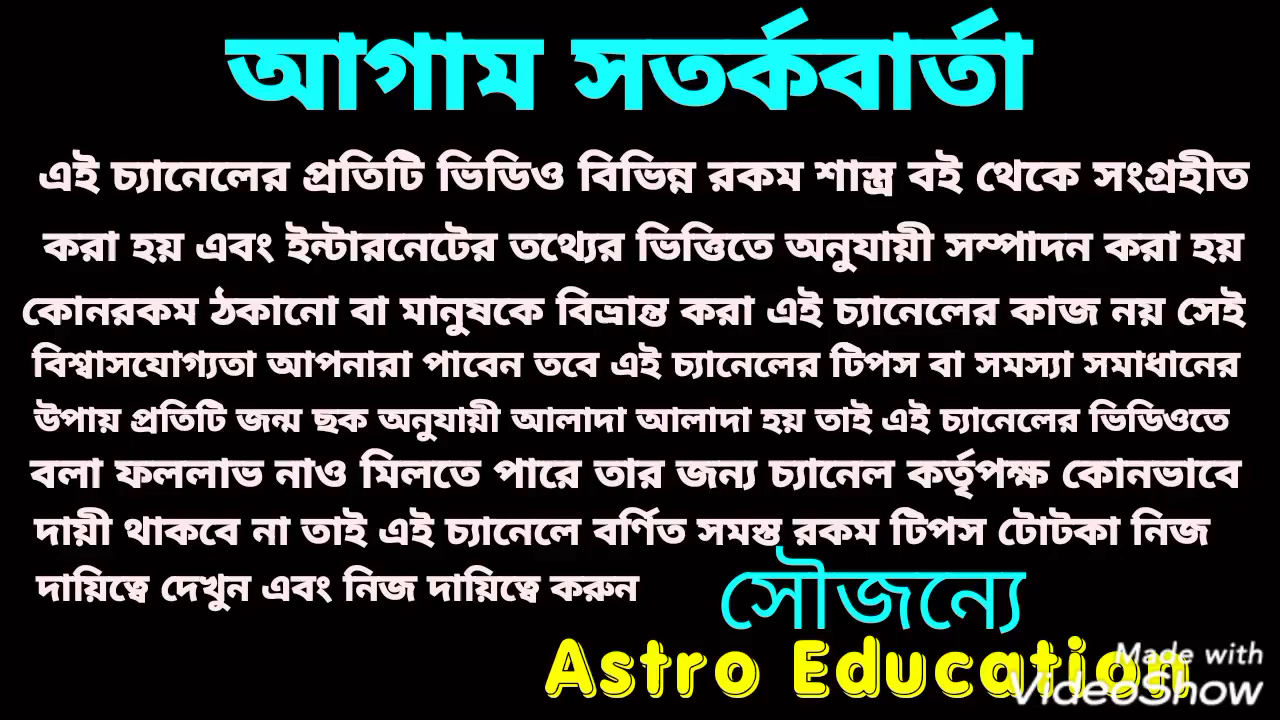 আগাম সতর্কবার্তা
এই চ্যানেলের প্রতিটি ভিডিও বিভিন্ন রকম শাস্ত্র বই থেকে সংগ্রহীত
করা হয় এবং ইন্টারনেটের তথ্যের ভিত্তিতে অনুযায়ী সম্পাদন করা হয়
কোনরকম ঠকানো বা মানুষকে বিভ্রান্ত করা এই চ্যানেলের কাজ নয় সেই
বিশ্বাসযোগ্যতা আপনারা পাবেন তবে এই চ্যানেলের টিপস বা সমস্যা সমাধানের
উপায় প্রতিটি জন্ম ছক অনুযায়ী আলাদা আলাদা হয় তাই এই চ্যানেলের ভিডিওতে
বলা ফললাভ নাও মিলতে পারে তার জন্য চ্যানেল কর্তৃপক্ষ কোনভাবে
দায়ী থাকবে না তাই এই চ্যানেলে বর্ণিত সমস্ত রকম টিপস টোটকা নিজ
দায়িত্বে দেখুন এবং নিজ দায়িত্বে করুন
সৌজন্যে
Astro Education
Made with
VideoShow